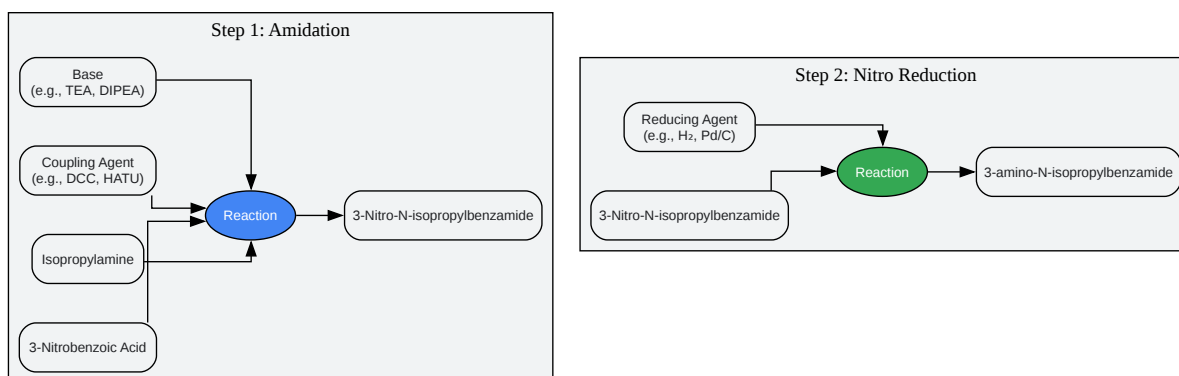 Step 1: Amidation
Base
(e.g., TEA, DIPEA)
Coupling Agent
(e.g., DCC, HATU)
Reaction
3-Nitro-N-isopropylbenzamide
Isopropylamine
3-Nitrobenzoic Acid
Step 2: Nitro Reduction
Reducing Agent
(e.g., H₂, Pd/C)
Reaction
3-amino-N-isopropylbenzamide
3-Nitro-N-isopropylbenzamide